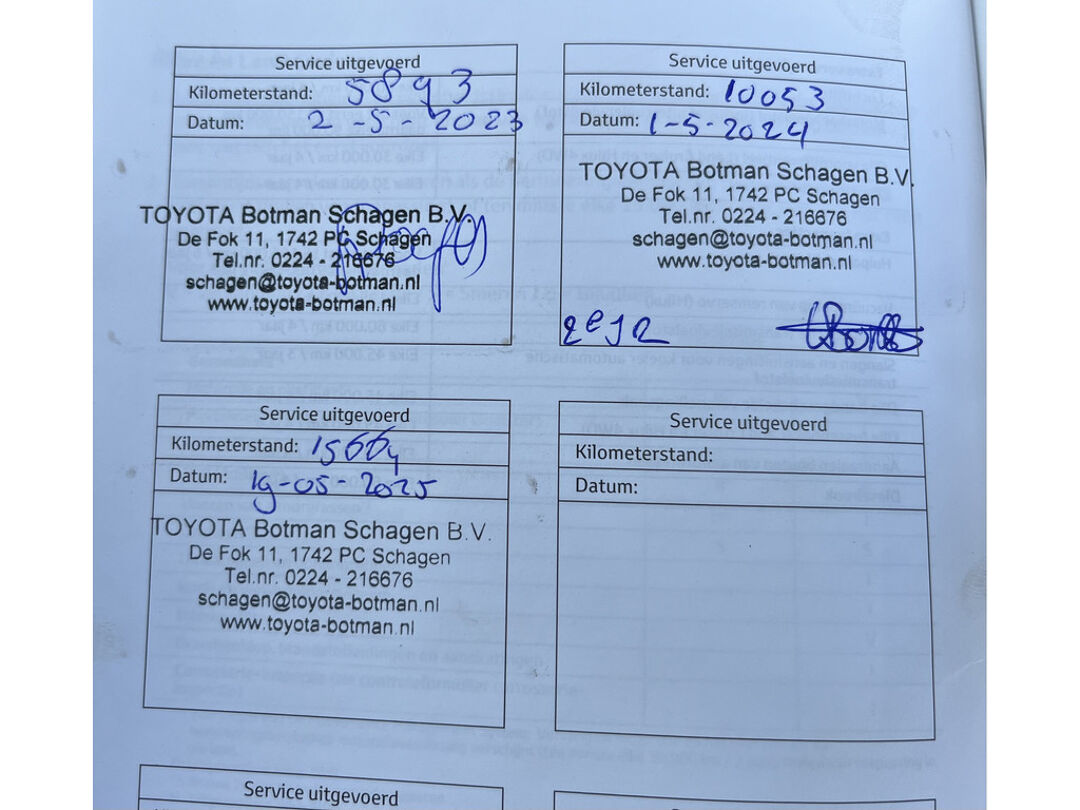 Service uitgevoerd
Kilometerstand: 5893
Datum: 2-5-2023
TOYOTA Botman Schagen B.V.
De Fok 11, 1742 PC Schagen
Tel.nr. 0224 - 216676
schagen@toyota-botman.nl
www.toyota-botman.nl
Service uitgevoerd
Kilometerstand: 10053
Datum: 1-5-2024
TOYOTA Botman Schagen B.V.
De Fok 11, 1742 PC Schagen
Tel.nr. 0224 - 216676
schagen@toyota-botman.nl
www.toyota-botman.nl
Service uitgevoerd
Kilometerstand: 15664
Datum: 19-05-2025
TOYOTA Botman Schagen B.V.
De Fok 11, 1742 PC Schagen
Tel.nr. 0224 - 216676
schagen@toyota-botman.nl
www.toyota-botman.nl
Service uitgevoerd
Kilometerstand:
Datum:
Service uitgevoerd